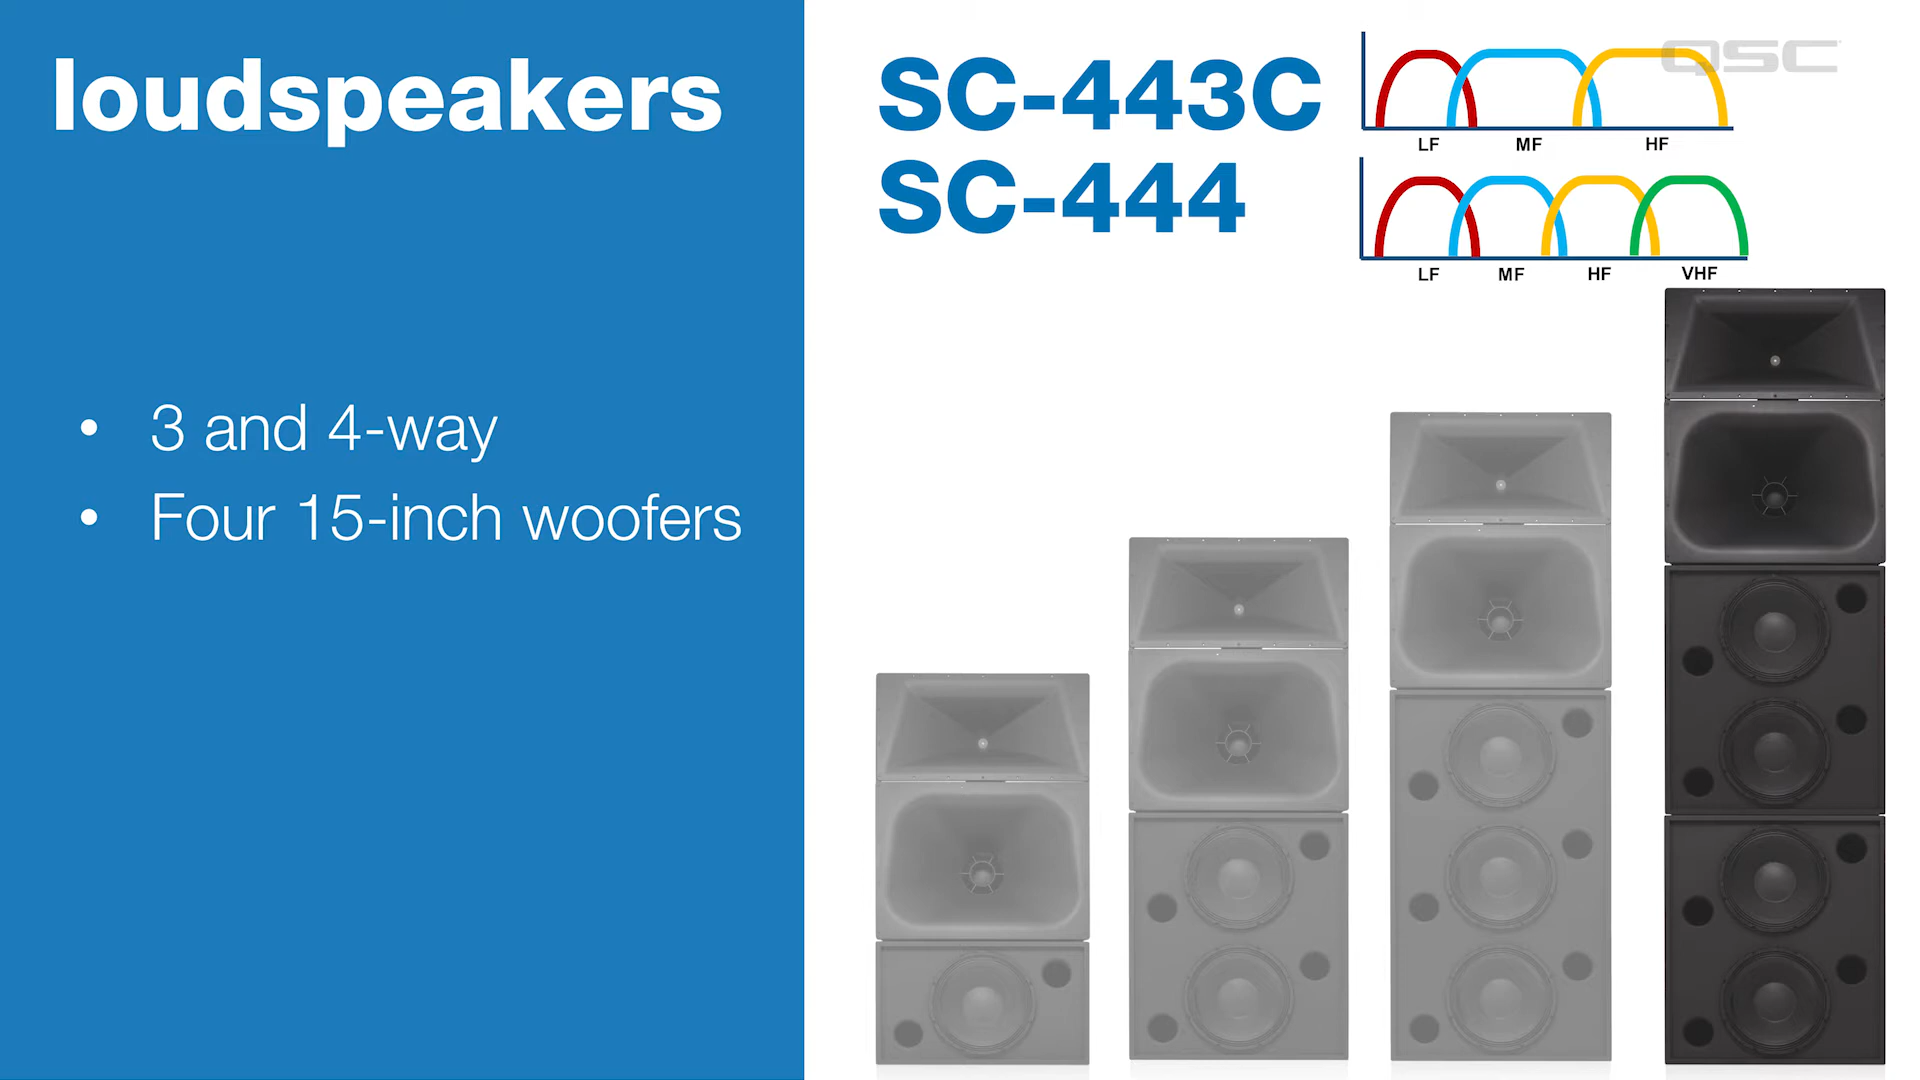 loudspeakers
• 3 and 4-way
• Four 15-inch woofers
SC-443C
SC-444
QSC
LF MF HF
LF MF HF VHF